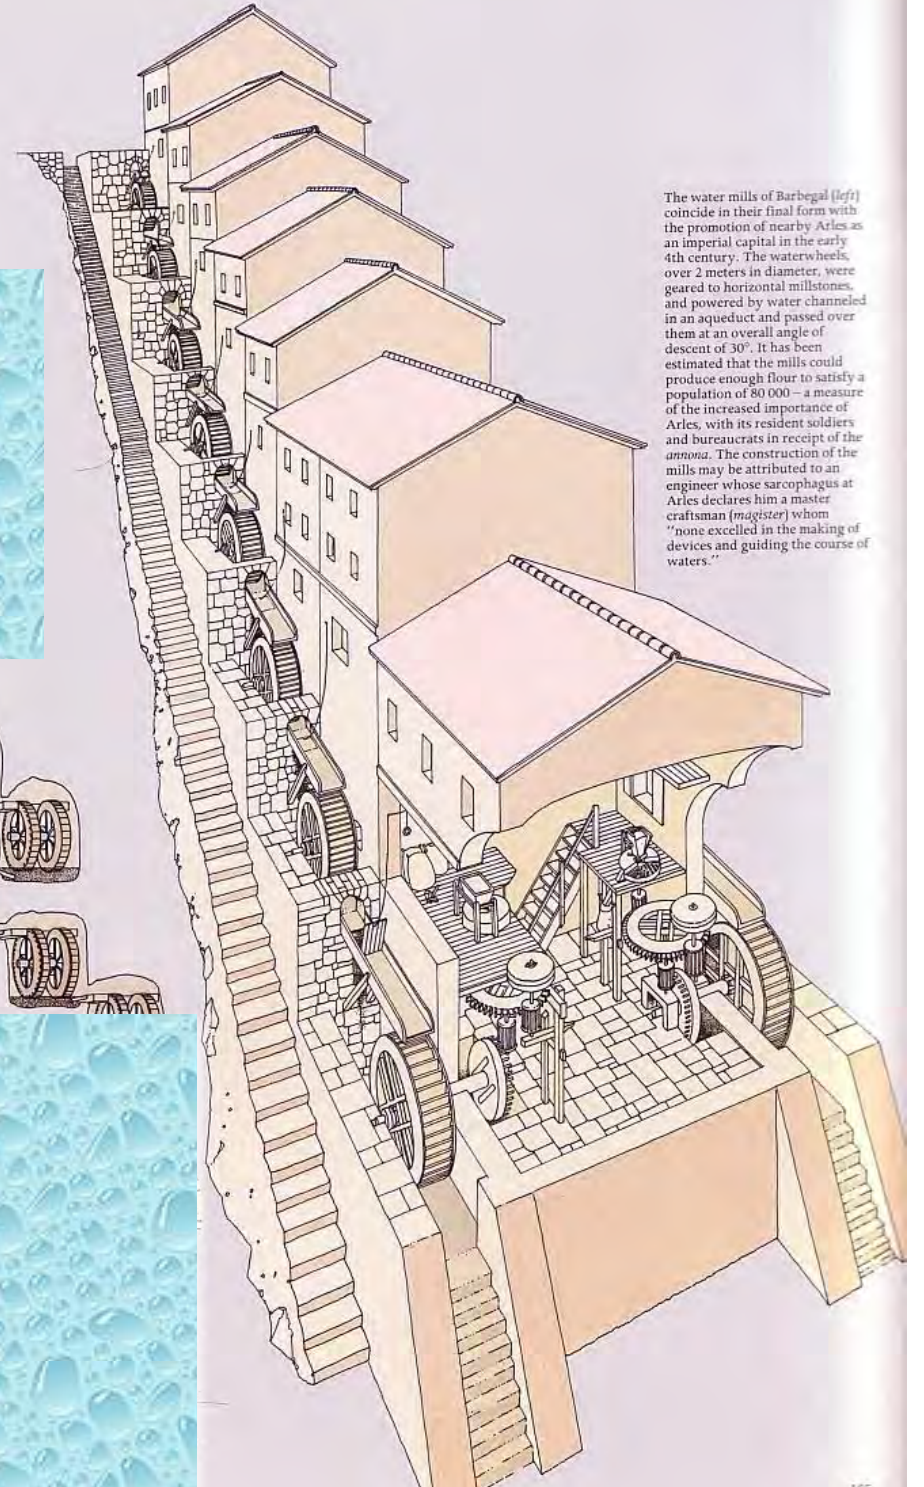 The water mills of Barbegal (left)
coincide in their final form with
the promotion of nearby Arles as
an imperial capital in the early
4th century. The waterwheels,
over 2 meters in diameter, were
geared to horizontal millstones,
and powered by water channeled
in an aqueduct and passed over
them at an overall angle of
descent of 30°. It has been
estimated that the mills could
produce enough flour to satisfy a
population of 80 000 – a measure
of the increased importance of
Arles, with its resident soldiers
and bureaucrats in receipt of the
annona. The construction of the
mills may be attributed to an
engineer whose sarcophagus at
Arles declares him a master
craftsman (magister) whom
"none excelled in the making of
devices and guiding the course of
waters."